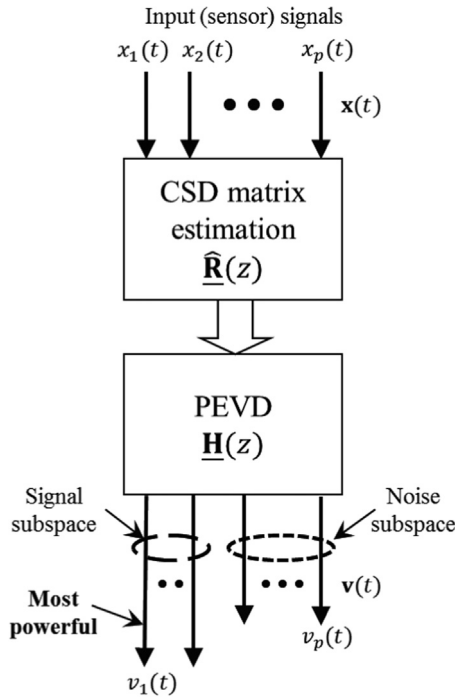 Input (sensor) signals
x₁(t) x₂(t) xₚ(t)
• • • x(t)
CSD matrix
estimation
R̲̂(z)
PEVD
H̲(z)
Signal
subspace
Noise
subspace
•• ••• v(t)
Most
powerful
vₚ(t)
v₁(t)